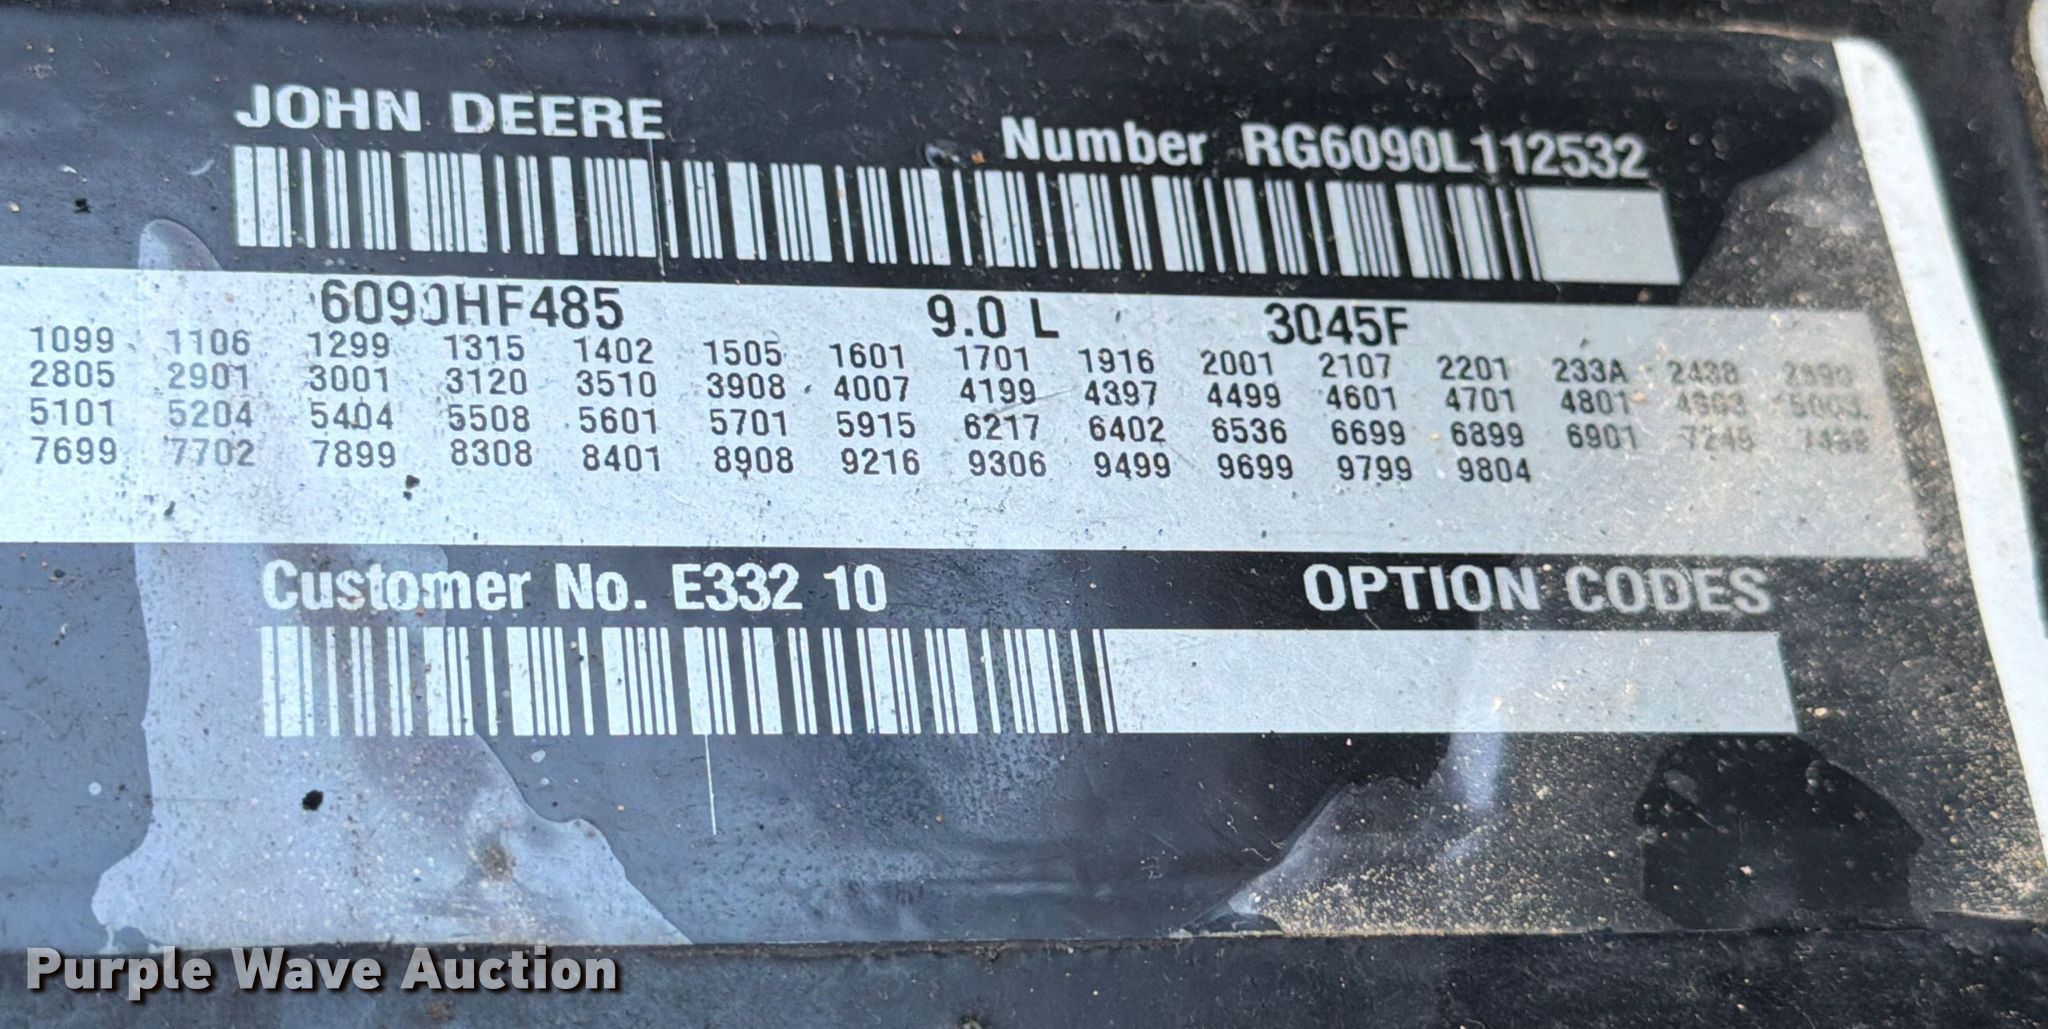 JOHN DEERE
Number RG6090L112532
6090HF485 9.0 L 3045F
1099 1106 1299 1315 1402 1505 1601 1701 1916 2001 2107 2201 233A 2438
2805 2901 3001 3120 3510 3908 4007 4199 4397 4499 4601 4701 4801
5101 5204 5404 5508 5601 5701 5915 6217 6402 6536 6699 6899 6901
7699 7702 7899 8308 8401 8908 9216 9306 9499 9699 9799 9804
Customer No. E332 10
OPTION CODES
Purple Wave Auction